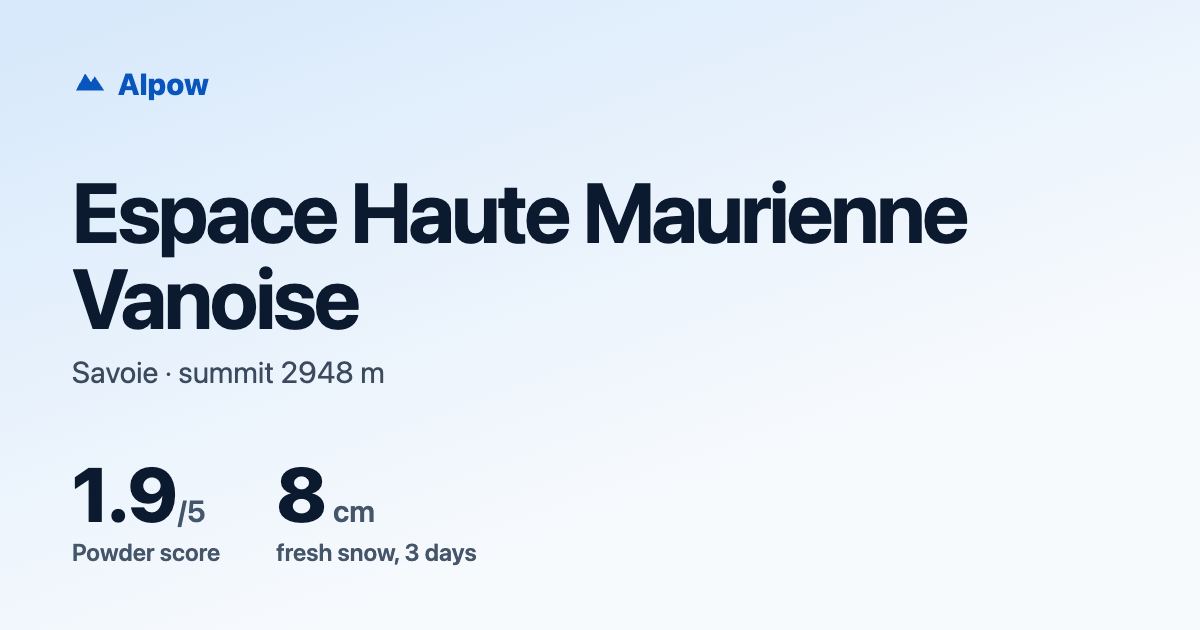 Alpow
Espace Haute Maurienne
Vanoise
Savoie · summit 2948 m
1.9/5 8 cm
Powder score fresh snow, 3 days